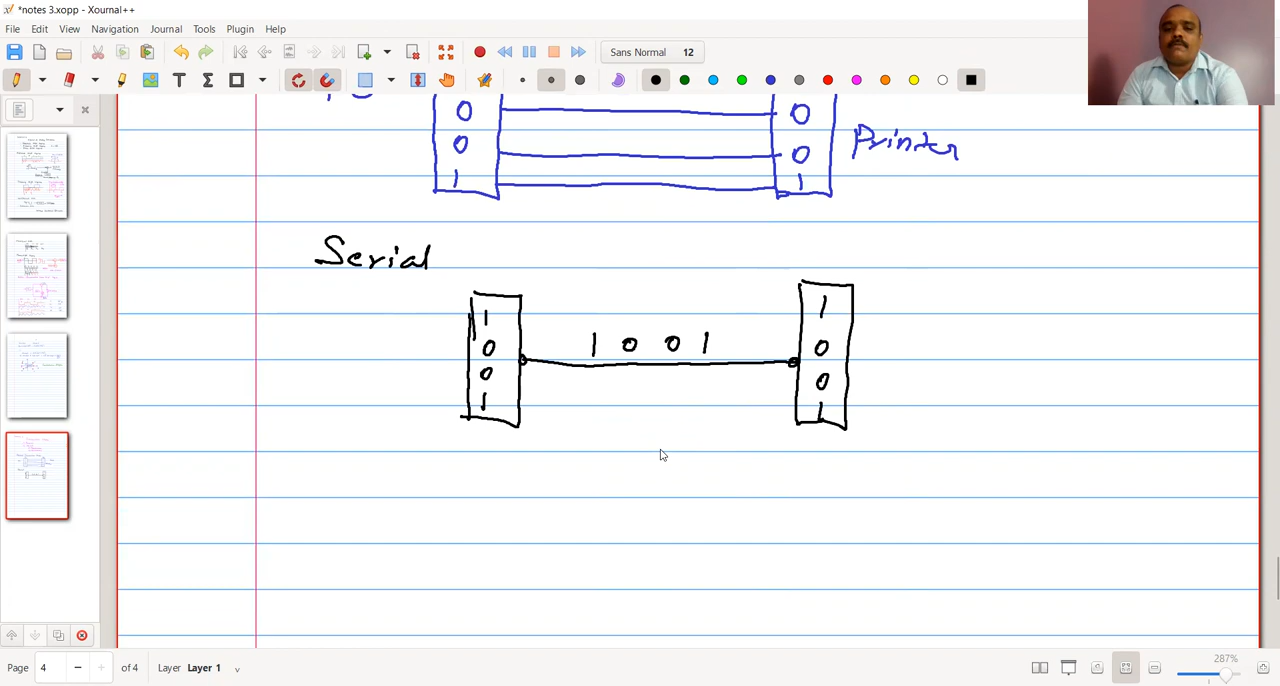 *notes 3.xopp - Xournal++
File Edit View Navigation Journal Tools Plugin Help
Sans Normal 12
0 0
0 0 Printer
1 1
Serial
1 1
0 1 0 0 1 0
0 0
1 1
Page 4 of 4 Layer Layer 1 287%